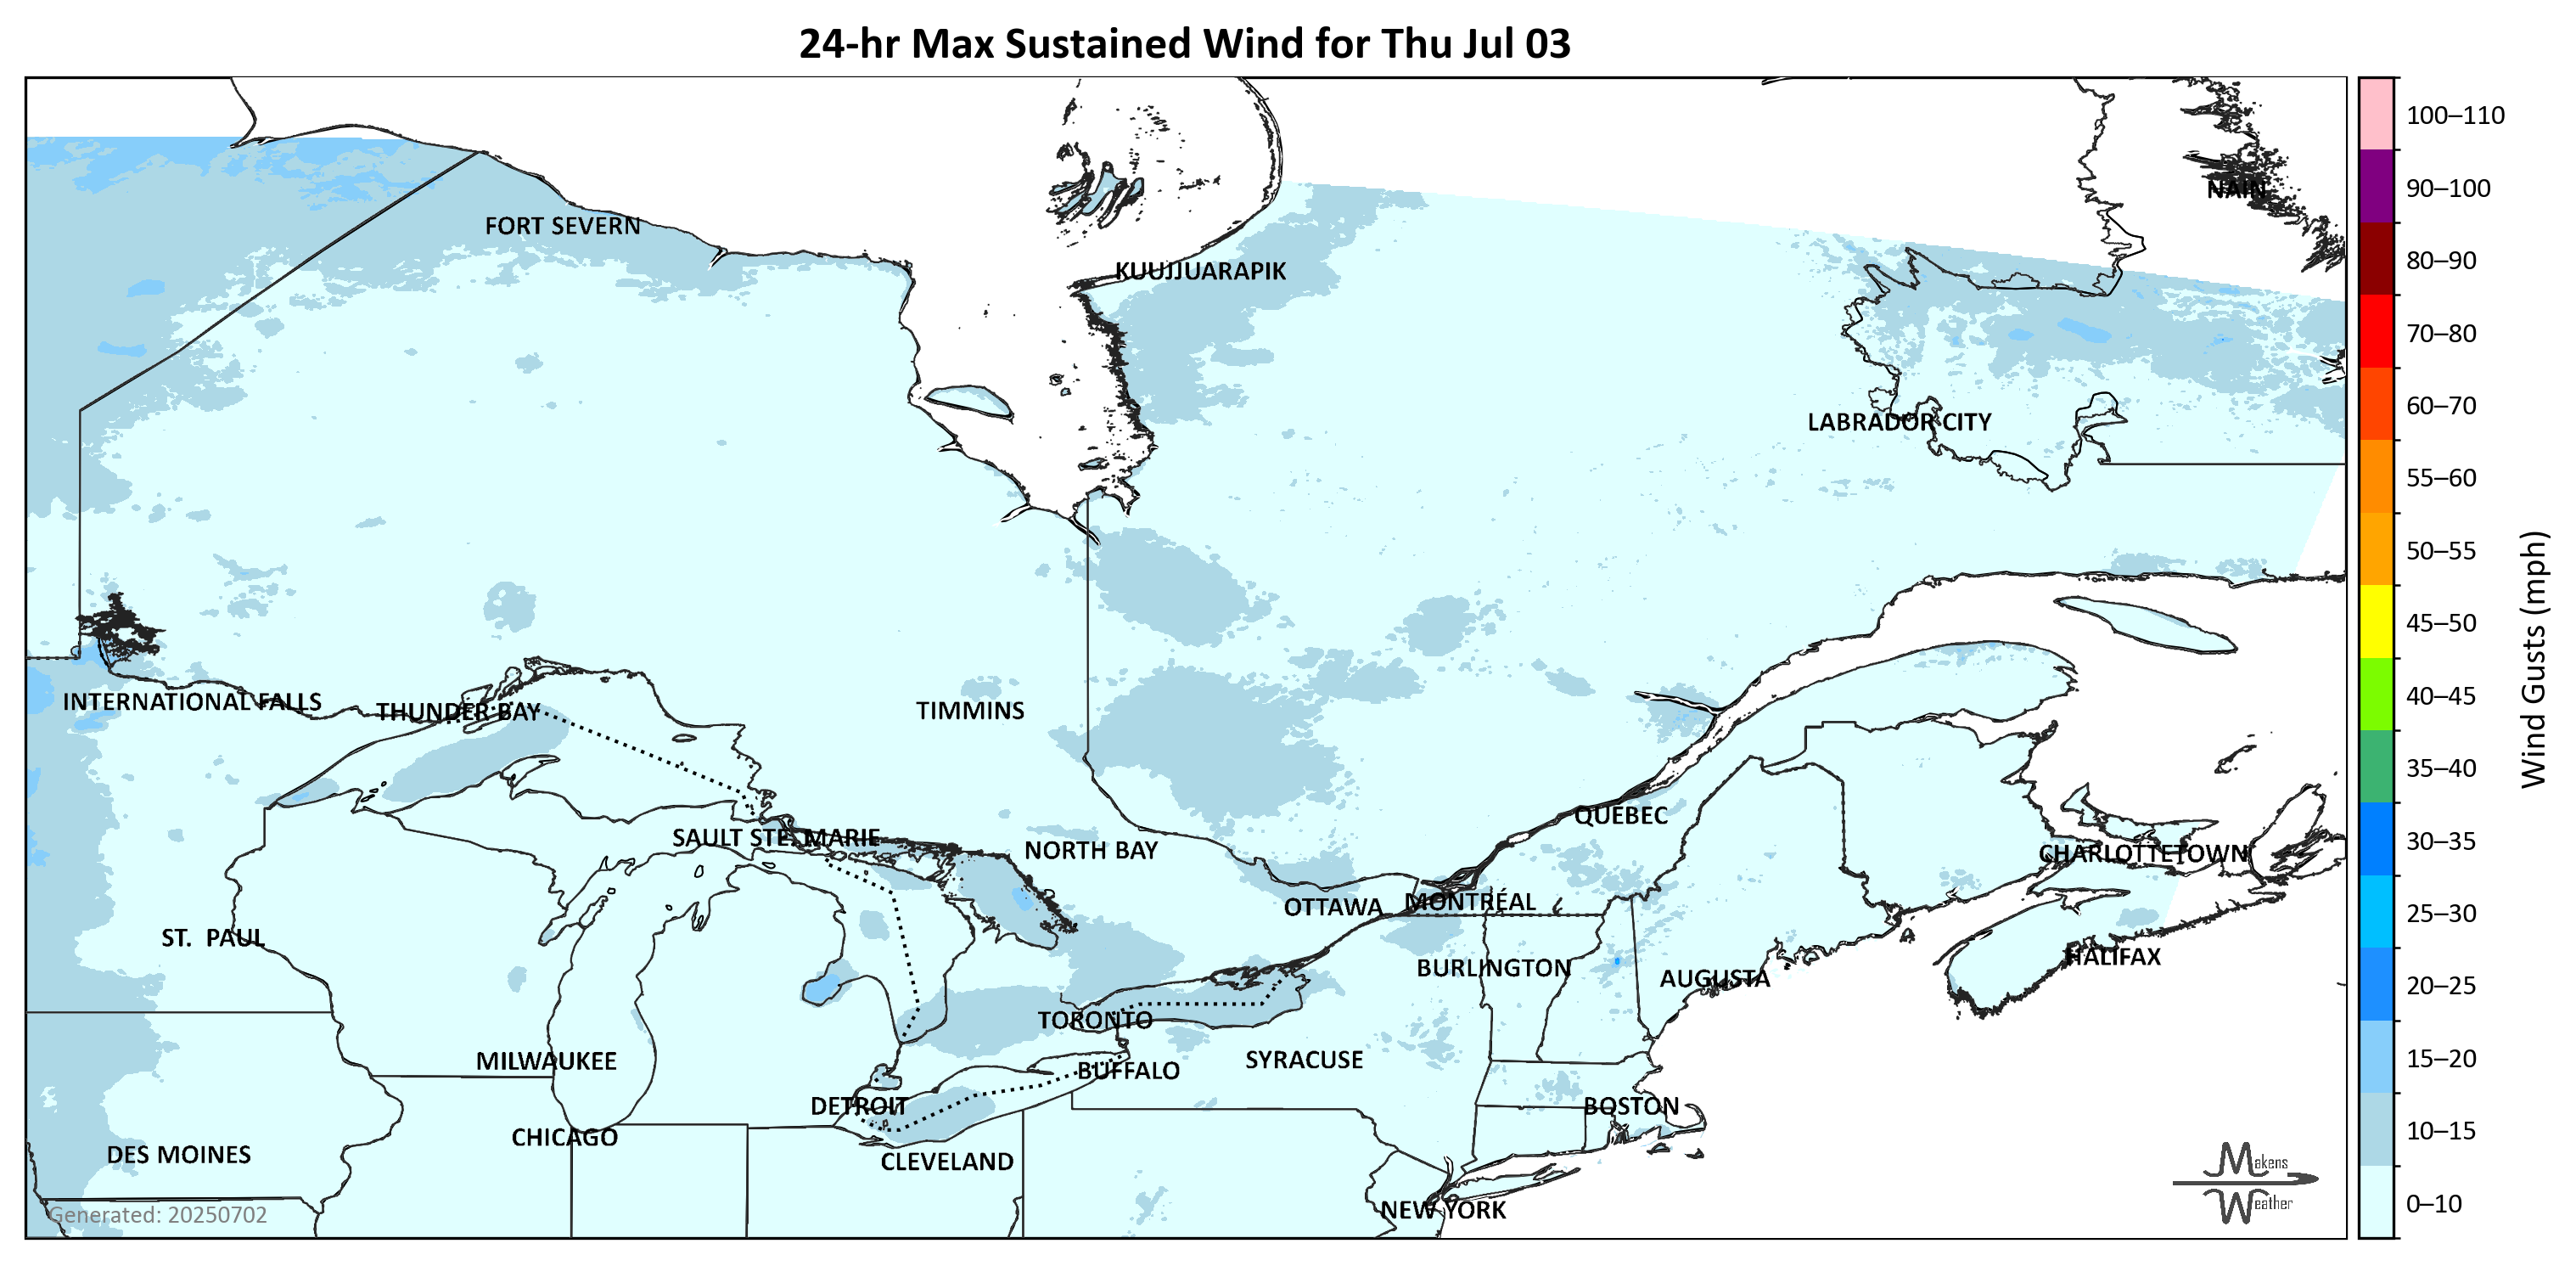 24-hr Max Sustained Wind for Thu Jul 03
100–110
90–100
80–90
70–80
60–70
55–60
50–55
45–50
40–45
35–40
30–35
25–30
20–25
15–20
10–15
0–10
Wind Gusts (mph)
NAIN
FORT SEVERN
KUUJJUARAPIK
LABRADOR CITY
INTERNATIONAL FALLS
THUNDER BAY
TIMMINS
QUÉBEC
SAULT STE. MARIE
NORTH BAY
CHARLOTTETOWN
OTTAWA
MONTRÉAL
ST. PAUL
HALIFAX
BURLINGTON
AUGUSTA
TORONTO
MILWAUKEE
SYRACUSE
BUFFALO
DETROIT
BOSTON
CHICAGO
DES MOINES
CLEVELAND
NEW YORK
Generated: 20250702
Makens
Weather